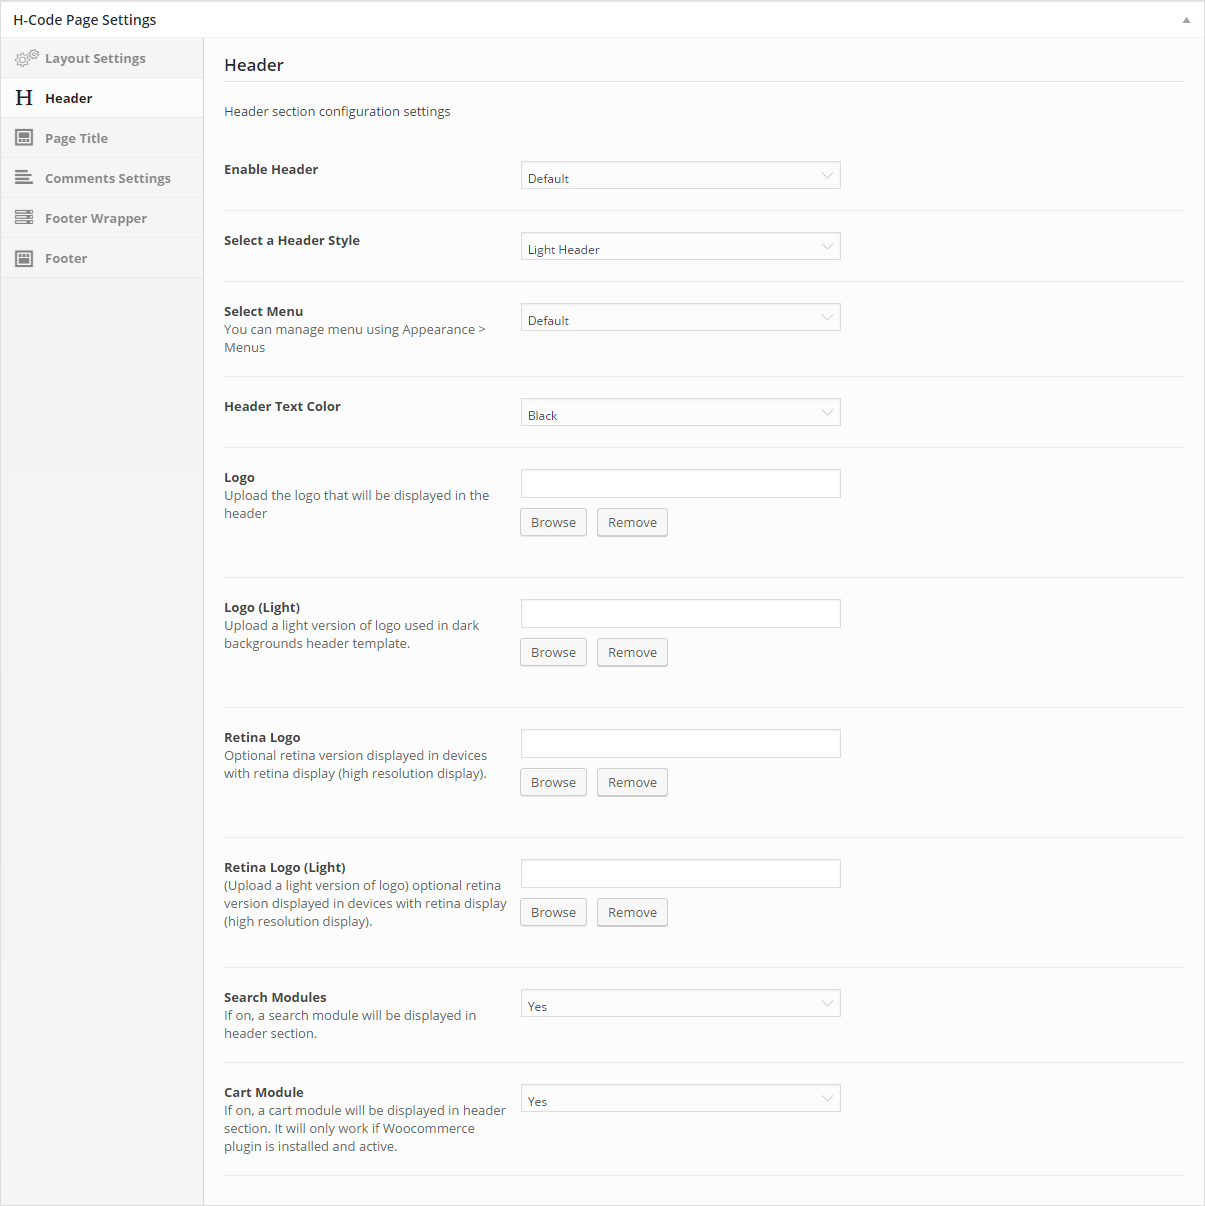 H-Code Page Settings
Layout Settings
Header
Page Title
Comments Settings
Footer Wrapper
Footer
Header
Header section configuration settings
Enable Header
Default
Select a Header Style
Light Header
Select Menu
You can manage menu using Appearance >
Menus
Default
Header Text Color
Black
Logo
Upload the logo that will be displayed in the
header
Browse Remove
Logo (Light)
Upload a light version of logo used in dark
backgrounds header template.
Browse Remove
Retina Logo
Optional retina version displayed in devices
with retina display (high resolution display).
Browse Remove
Retina Logo (Light)
(Upload a light version of logo) optional retina
version displayed in devices with retina display
(high resolution display).
Browse Remove
Search Modules
If on, a search module will be displayed in
header section.
Yes
Cart Module
If on, a cart module will be displayed in header
section. It will only work if Woocommerce
plugin is installed and active.
Yes